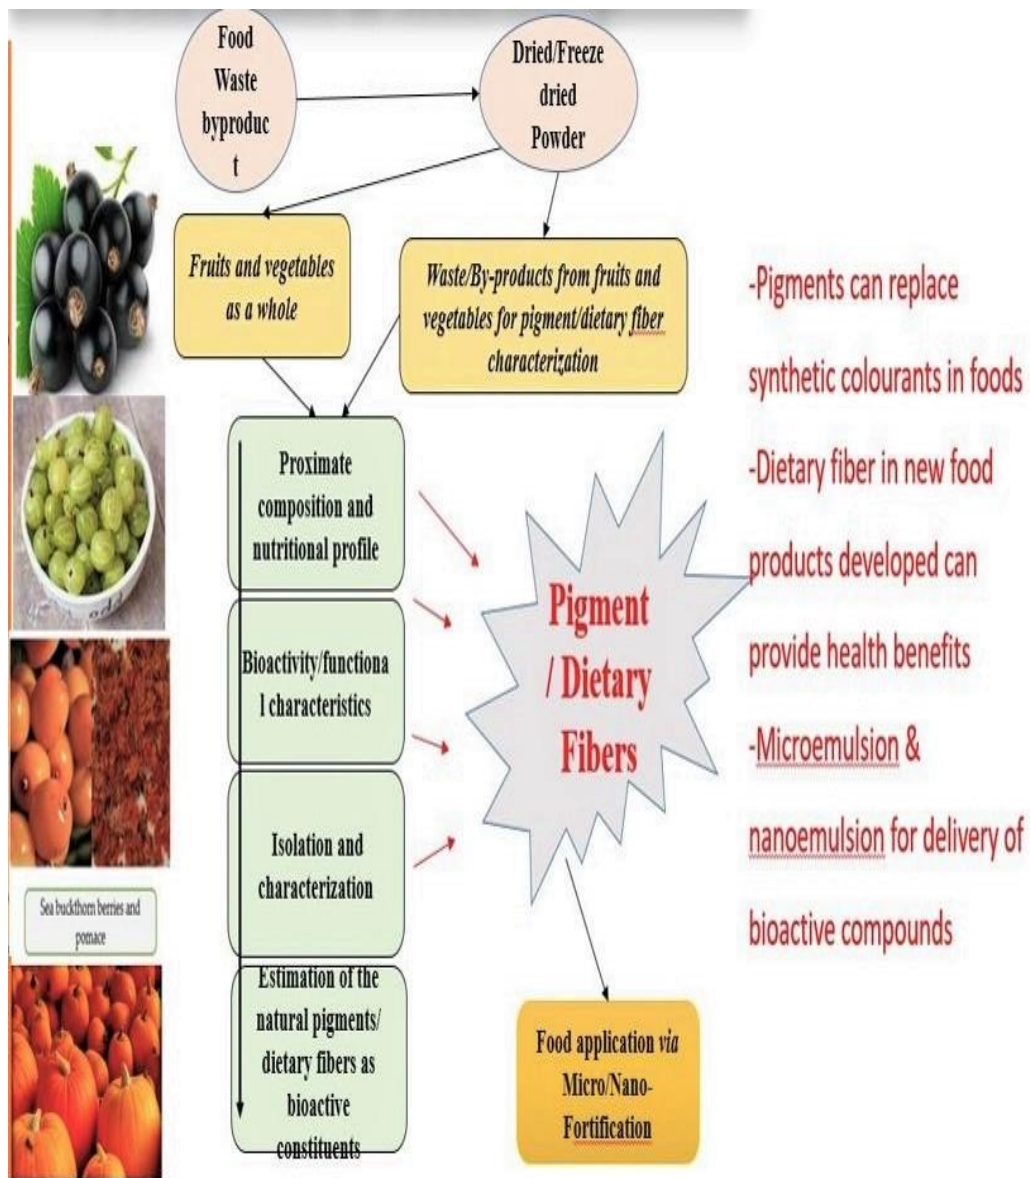 Food
Waste
byproduc
t
Dried/Freeze
dried
Powder
Fruits and vegetables
as a whole
Waste/By-products from fruits and
vegetables for pigment/dietary fiber
characterization
Proximate
composition and
nutritional profile
Bioactivity/functiona
l characteristics
Isolation and
characterization
Estimation of the
natural pigments/
dietary fibers as
bioactive
constituents
Pigment
/ Dietary
Fibers
Food application via
Micro/Nano-
Fortification
-Pigments can replace
synthetic colourants in foods
-Dietary fiber in new food
products developed can
provide health benefits
-Microemulsion &
nanoemulsion for delivery of
bioactive compounds
Sea buckthorn berries and
pomace